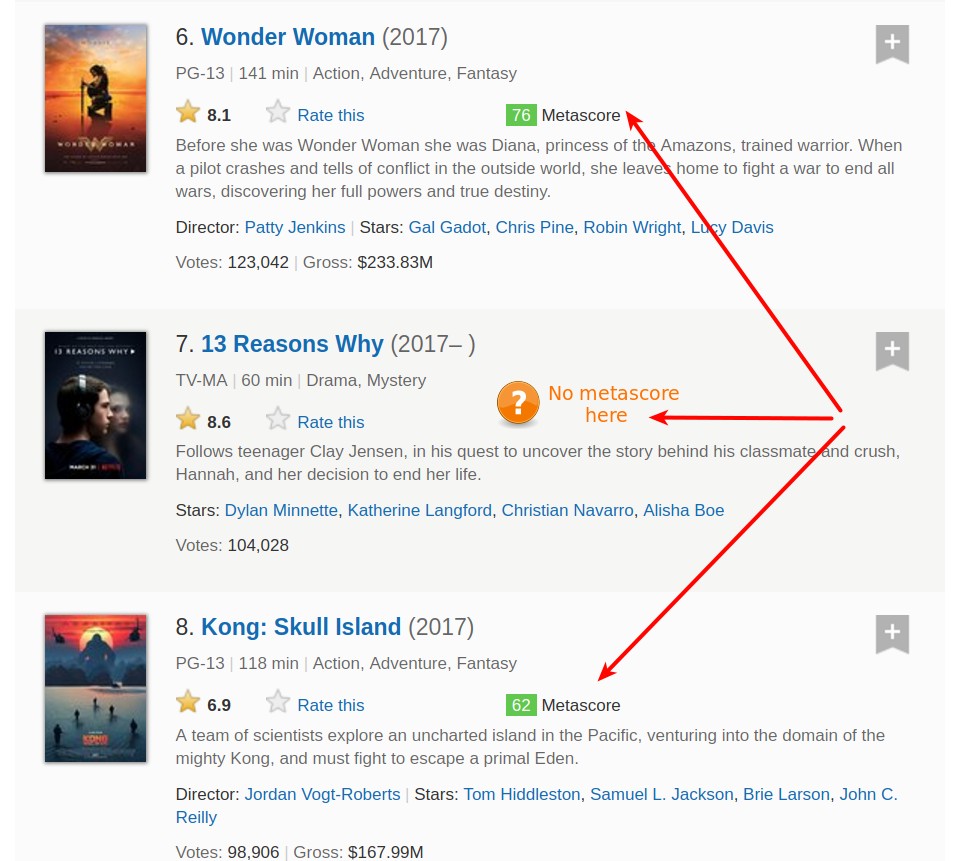 6. Wonder Woman (2017)
PG-13 | 141 min | Action, Adventure, Fantasy
8.1 Rate this 76 Metascore
Before she was Wonder Woman she was Diana, princess of the Amazons, trained warrior. When
a pilot crashes and tells of conflict in the outside world, she leaves home to fight a war to end all
wars, discovering her full powers and true destiny.
Director: Patty Jenkins | Stars: Gal Gadot, Chris Pine, Robin Wright, Lucy Davis
Votes: 123,042 | Gross: $233.83M
WONDER WOMAN
7. 13 Reasons Why (2017– )
TV-MA | 60 min | Drama, Mystery
? No metascore
here
8.6 Rate this
Follows teenager Clay Jensen, in his quest to uncover the story behind his classmate and crush,
Hannah, and her decision to end her life.
Stars: Dylan Minnette, Katherine Langford, Christian Navarro, Alisha Boe
Votes: 104,028
13 REASONS WHY
MARCH 31 | NETFLIX
8. Kong: Skull Island (2017)
PG-13 | 118 min | Action, Adventure, Fantasy
6.9 Rate this 62 Metascore
A team of scientists explore an uncharted island in the Pacific, venturing into the domain of the
mighty Kong, and must fight to escape a primal Eden.
Director: Jordan Vogt-Roberts | Stars: Tom Hiddleston, Samuel L. Jackson, Brie Larson, John C.
Reilly
Votes: 98,906 | Gross: $167.99M
KONG